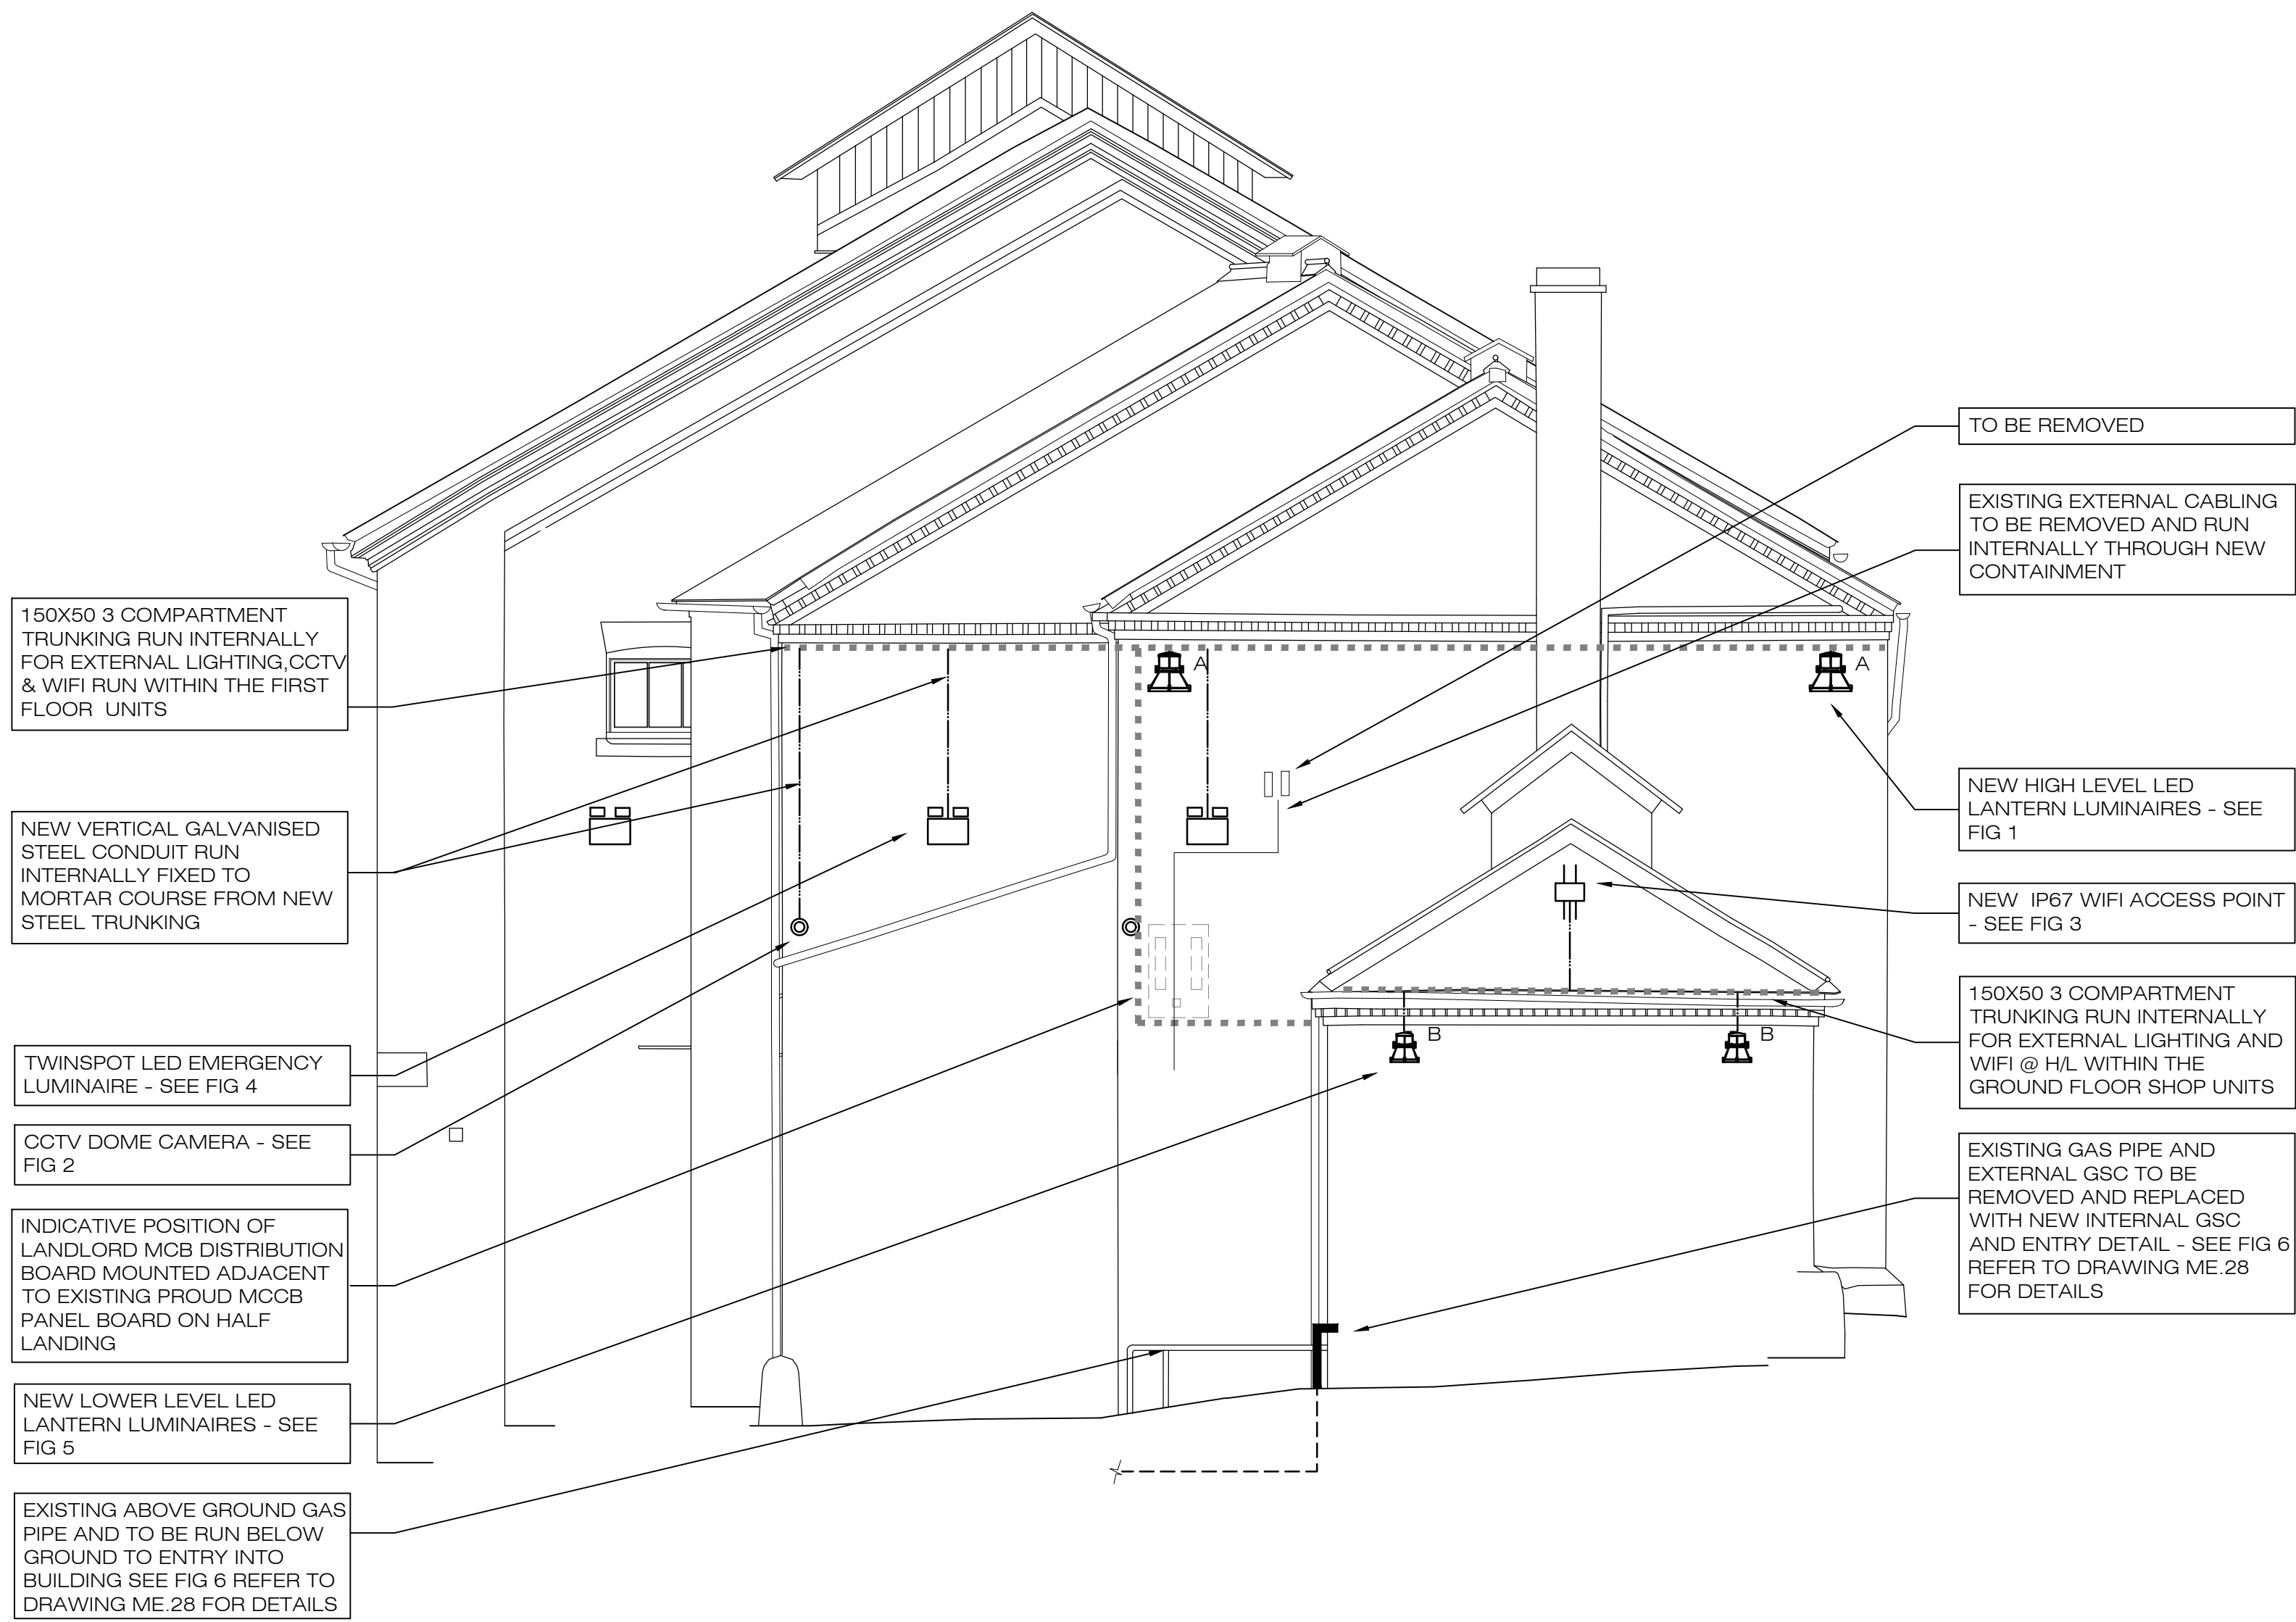 TO BE REMOVED
EXISTING EXTERNAL CABLING
TO BE REMOVED AND RUN
INTERNALLY THROUGH NEW
CONTAINMENT
150X50 3 COMPARTMENT
TRUNKING RUN INTERNALLY
FOR EXTERNAL LIGHTING,CCTV
& WIFI RUN WITHIN THE FIRST
FLOOR UNITS
A
A
NEW HIGH LEVEL LED
LANTERN LUMINAIRES - SEE
FIG 1
NEW VERTICAL GALVANISED
STEEL CONDUIT RUN
INTERNALLY FIXED TO
MORTAR COURSE FROM NEW
STEEL TRUNKING
NEW IP67 WIFI ACCESS POINT
- SEE FIG 3
150X50 3 COMPARTMENT
TRUNKING RUN INTERNALLY
FOR EXTERNAL LIGHTING AND
WIFI @ H/L WITHIN THE
GROUND FLOOR SHOP UNITS
B
B
TWINSPOT LED EMERGENCY
LUMINAIRE - SEE FIG 4
CCTV DOME CAMERA - SEE
FIG 2
EXISTING GAS PIPE AND
EXTERNAL GSC TO BE
REMOVED AND REPLACED
WITH NEW INTERNAL GSC
AND ENTRY DETAIL - SEE FIG 6
REFER TO DRAWING ME.28
FOR DETAILS
INDICATIVE POSITION OF
LANDLORD MCB DISTRIBUTION
BOARD MOUNTED ADJACENT
TO EXISTING PROUD MCCB
PANEL BOARD ON HALF
LANDING
NEW LOWER LEVEL LED
LANTERN LUMINAIRES - SEE
FIG 5
EXISTING ABOVE GROUND GAS
PIPE AND TO BE RUN BELOW
GROUND TO ENTRY INTO
BUILDING SEE FIG 6 REFER TO
DRAWING ME.28 FOR DETAILS